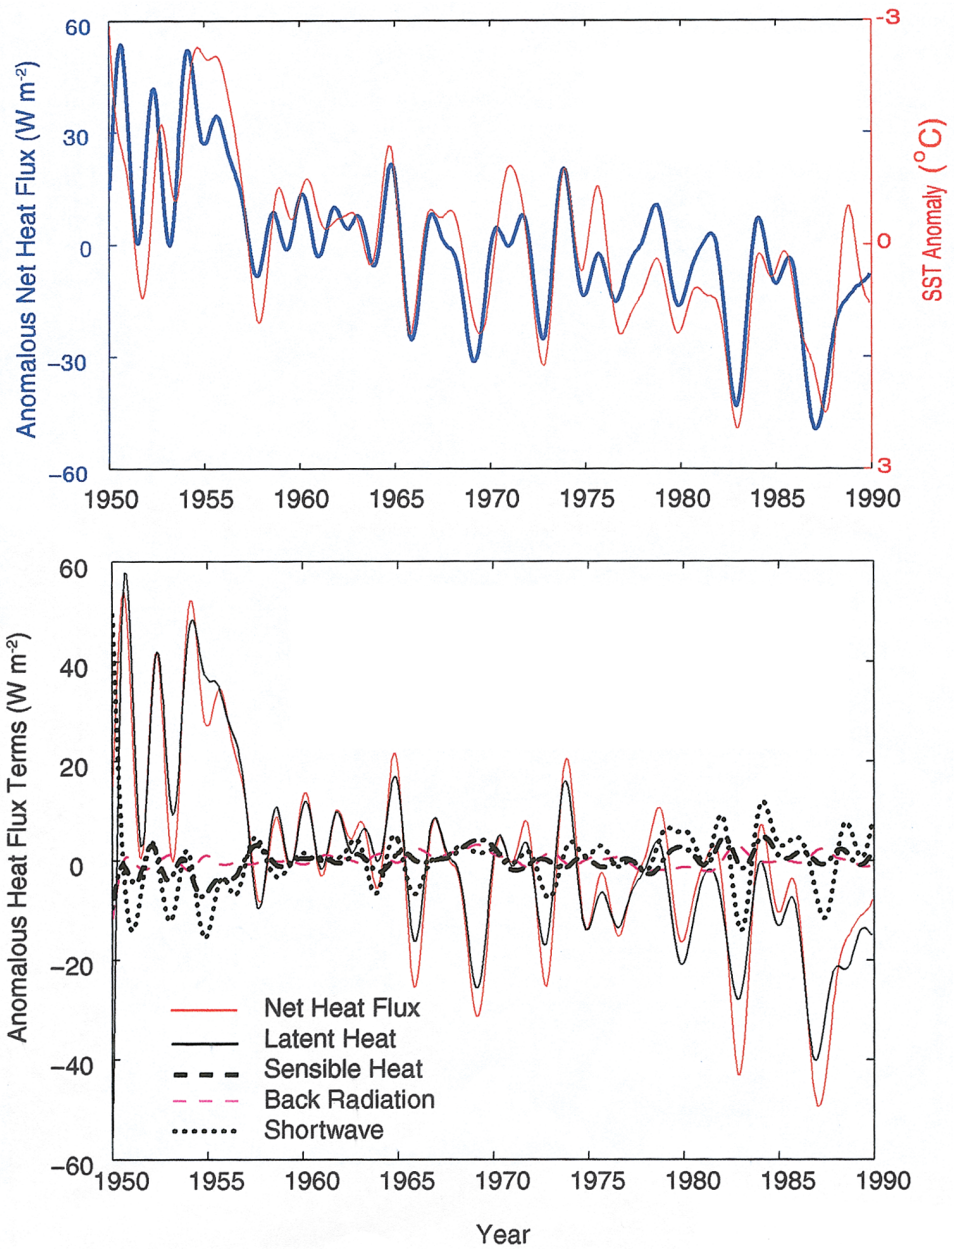 Anomalous Net Heat Flux (W m-2)
60
30
0
−30
−60
-3
0
3
SST Anomaly (°C)
1950 1955 1960 1965 1970 1975 1980 1985 1990
Anomalous Heat Flux Terms (W m-2)
60
40
20
0
−20
−40
−60
Net Heat Flux
Latent Heat
Sensible Heat
Back Radiation
Shortwave
1950 1955 1960 1965 1970 1975 1980 1985 1990
Year